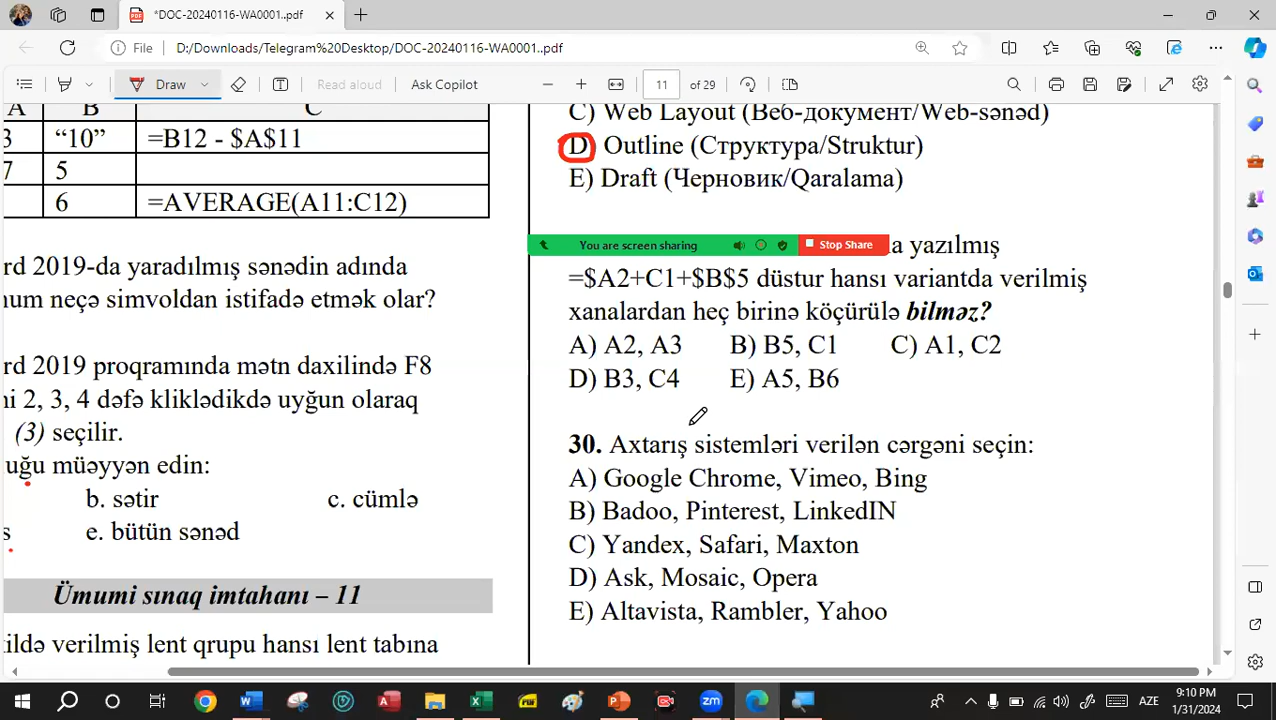 *DOC-20240116-WA0001..pdf
File
D:/Downloads/Telegram%20Desktop/DOC-20240116-WA0001..pdf
Draw
Read aloud
Ask Copilot
11
of 29
A B C
3 “10” =B12 - $A$11
7 5
6 =AVERAGE(A11:C12)
rd 2019-da yaradılmış sənədin adında
num neçə simvoldan istifadə etmək olar?
rd 2019 proqramında mətn daxilində F8
ni 2, 3, 4 dəfə kliklədikdə uyğun olaraq
(3) seçilir.
luğu müəyyən edin:
b. sətir c. cümlə
s e. bütün sənəd
Ümumi sınaq imtahanı – 11
kildə verilmiş lent qrupu hansı lent tabına
C) Web Layout (Веб-документ/Web-sənəd)
D) Outline (Структура/Struktur)
E) Draft (Черновик/Qaralama)
You are screen sharing
Stop Share
a yazılmış
=$A2+C1+$B$5 düstur hansı variantda verilmiş
xanalardan heç birinə köçürülə bilməz?
A) A2, A3 B) B5, C1 C) A1, C2
D) B3, C4 E) A5, B6
30. Axtarış sistemləri verilən cərgəni seçin:
A) Google Chrome, Vimeo, Bing
B) Badoo, Pinterest, LinkedIN
C) Yandex, Safari, Maxton
D) Ask, Mosaic, Opera
E) Altavista, Rambler, Yahoo
AZE
9:10 PM
1/31/2024